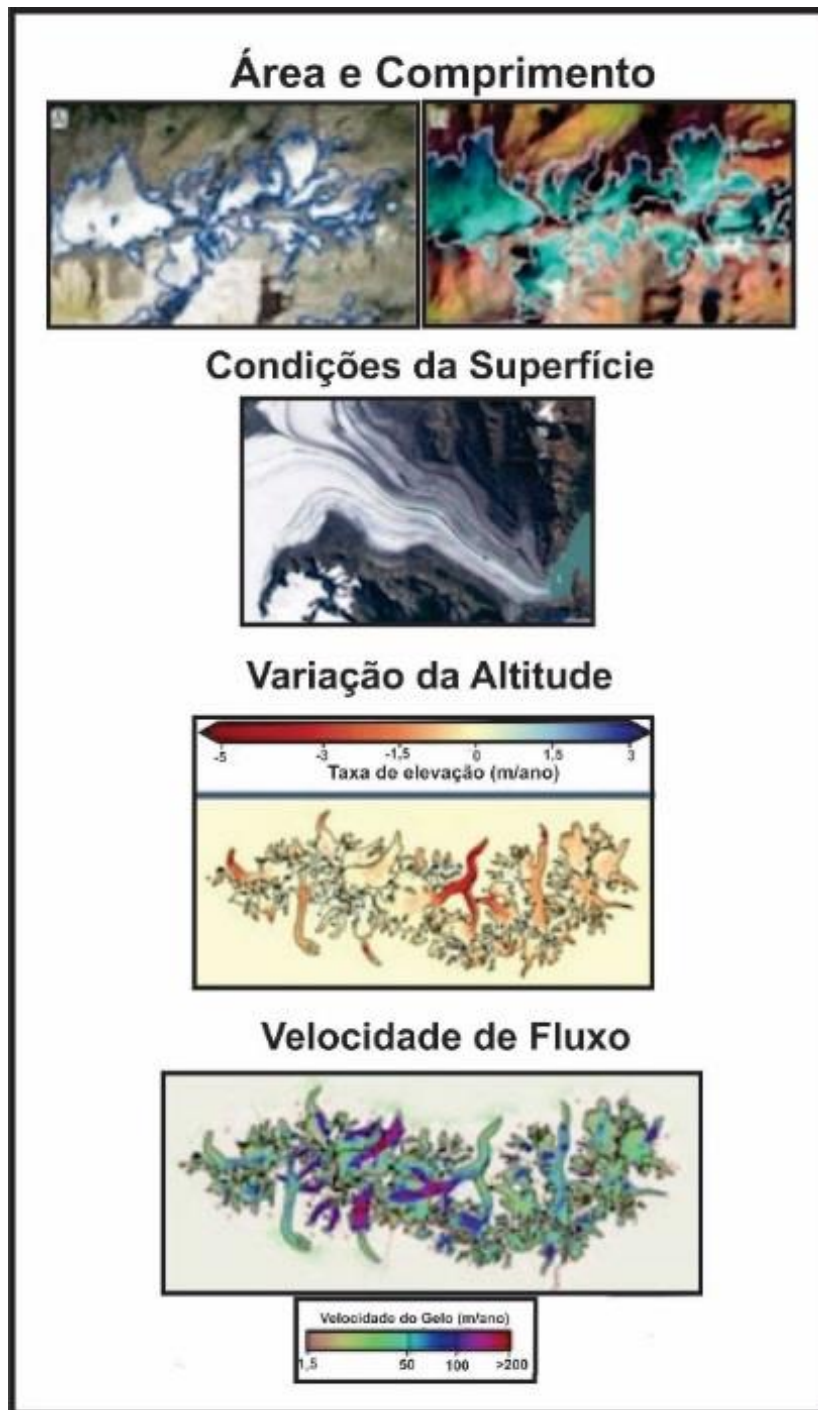 Área e Comprimento
A
Condições da Superfície
Variação da Altitude
-5 -3 -1,5 0 1,5 3
Taxa de elevação (m/ano)
Velocidade de Fluxo
Velocidade do Gelo (m/ano)
1,5 50 100 >200